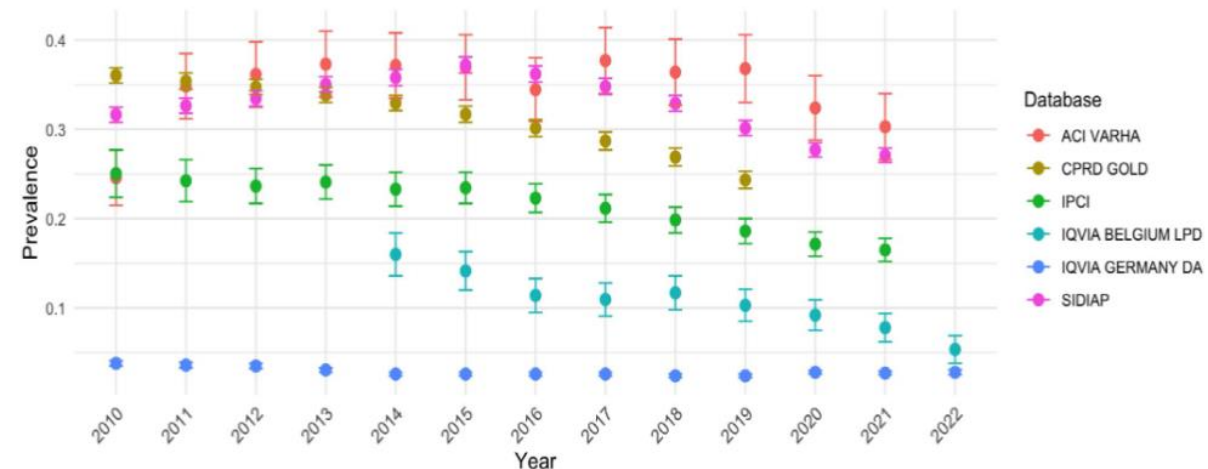 0.4
0.3
0.2
0.1
Prevalence
2010
2011
2012
2013
2014
2015
2016
2017
2018
2019
2020
2021
2022
Year
Database
ACI VARHA
CPRD GOLD
IPCI
IQVIA BELGIUM LPD
IQVIA GERMANY DA
SIDIAP